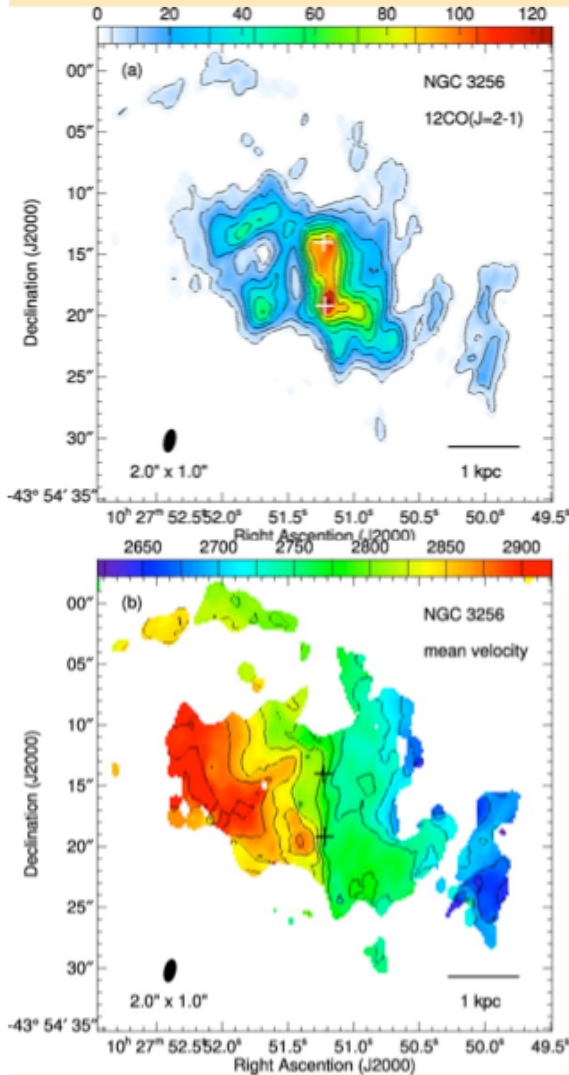 0 20 40 60 80 100 120
(a)
NGC 3256
12CO(J=2-1)
00″
05″
10″
15″
20″
25″
30″
-43° 54′ 35″
Declination (J2000)
2.0" x 1.0"
1 kpc
10ʰ 27ᵐ 52.5ˢ 52.0ˢ 51.5ˢ 51.0ˢ 50.5ˢ 50.0ˢ 49.5ˢ
Right Ascension (J2000)
2650 2700 2750 2800 2850 2900
(b)
NGC 3256
mean velocity
00″
05″
10″
15″
20″
25″
30″
-43° 54′ 35″
Declination (J2000)
2.0" x 1.0"
1 kpc
10ʰ 27ᵐ 52.5ˢ 52.0ˢ 51.5ˢ 51.0ˢ 50.5ˢ 50.0ˢ 49.5ˢ
Right Ascension (J2000)